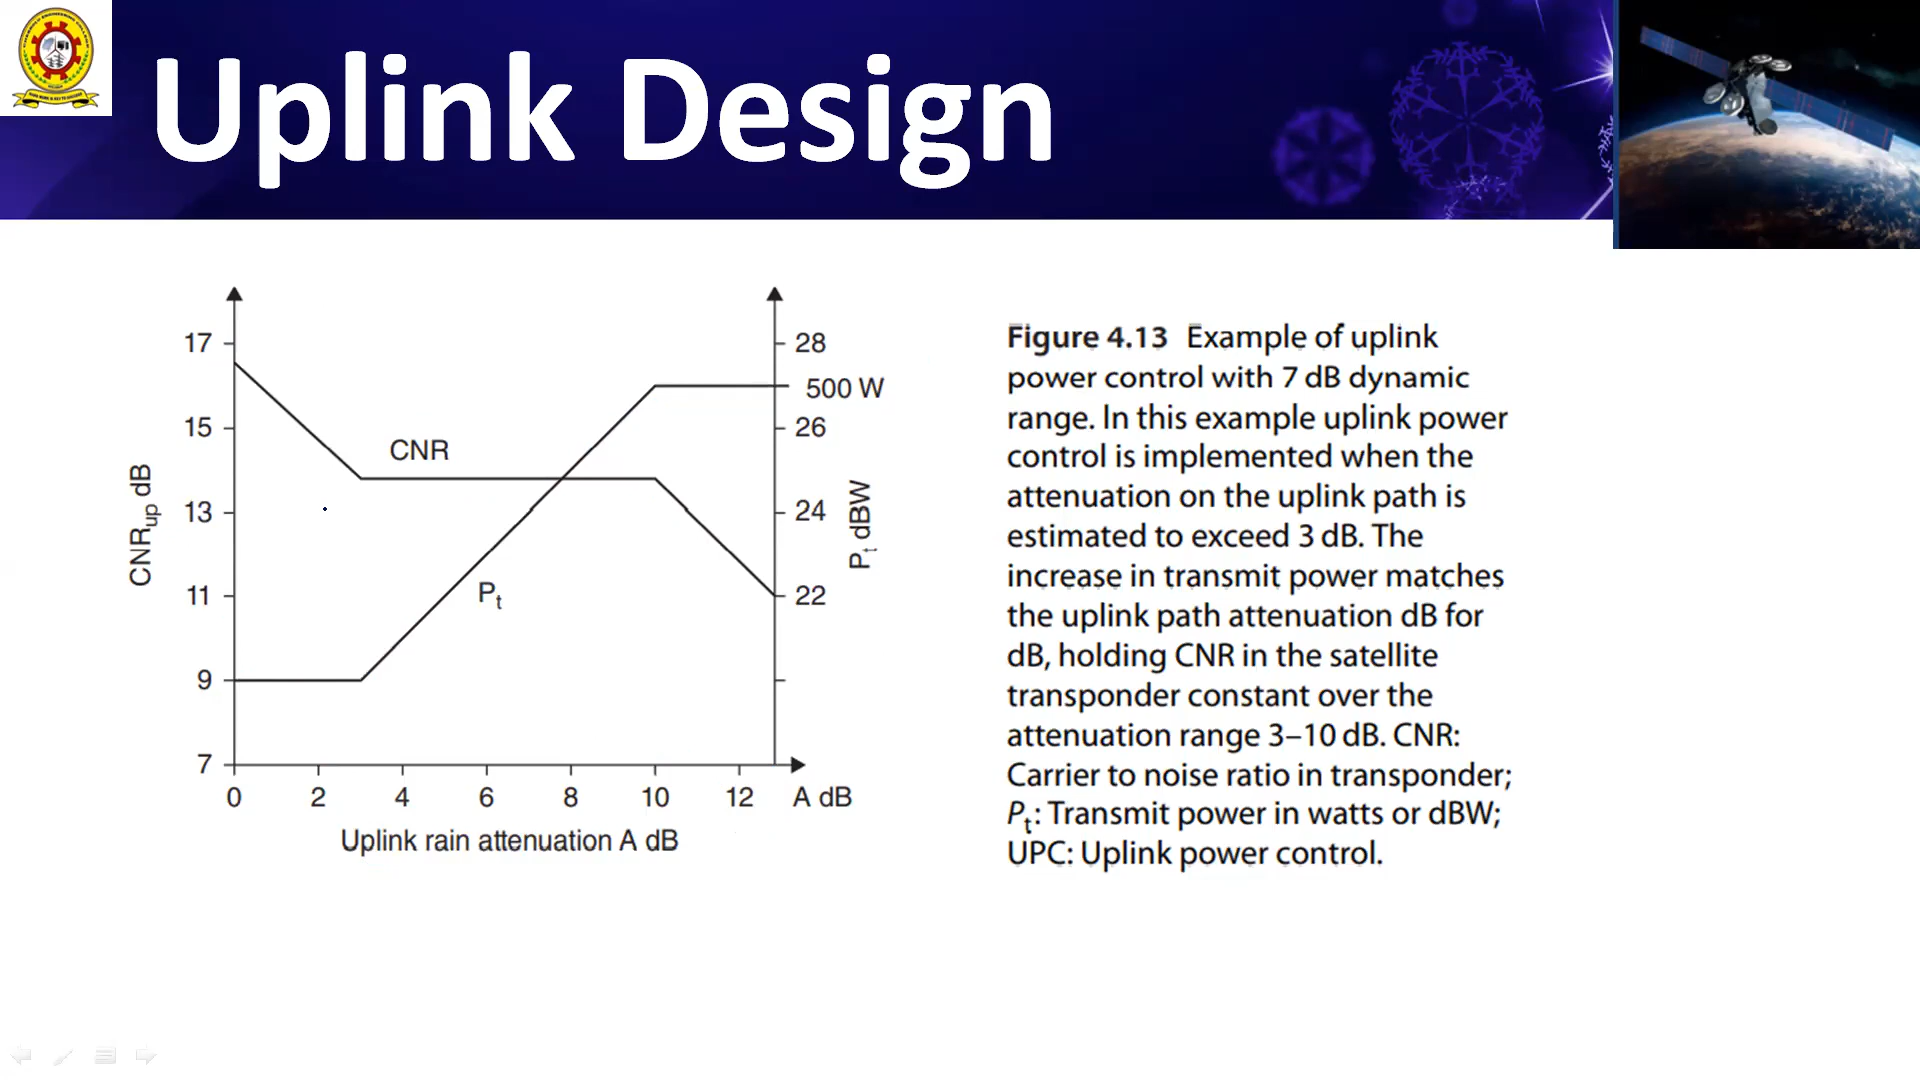 Uplink Design
17
15
13
11
9
7
CNRup dB
CNR
Pt
28
500 W
26
24
22
Pt dBW
0 2 4 6 8 10 12 A dB
Uplink rain attenuation A dB
Figure 4.13 Example of uplink
power control with 7 dB dynamic
range. In this example uplink power
control is implemented when the
attenuation on the uplink path is
estimated to exceed 3 dB. The
increase in transmit power matches
the uplink path attenuation dB for
dB, holding CNR in the satellite
transponder constant over the
attenuation range 3–10 dB. CNR:
Carrier to noise ratio in transponder;
Pt: Transmit power in watts or dBW;
UPC: Uplink power control.